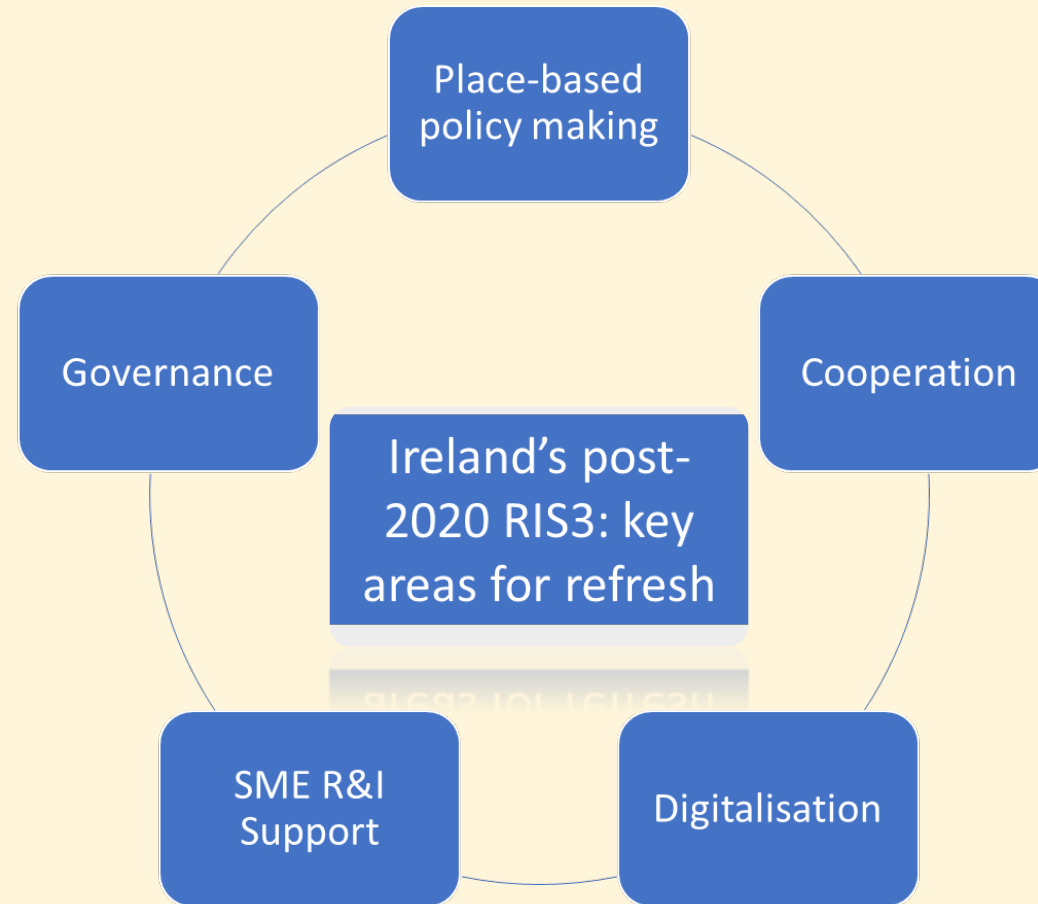 Place-based
policy making
Governance
Cooperation
Ireland’s post-
2020 RIS3: key
areas for refresh
SME R&I
Support
Digitalisation